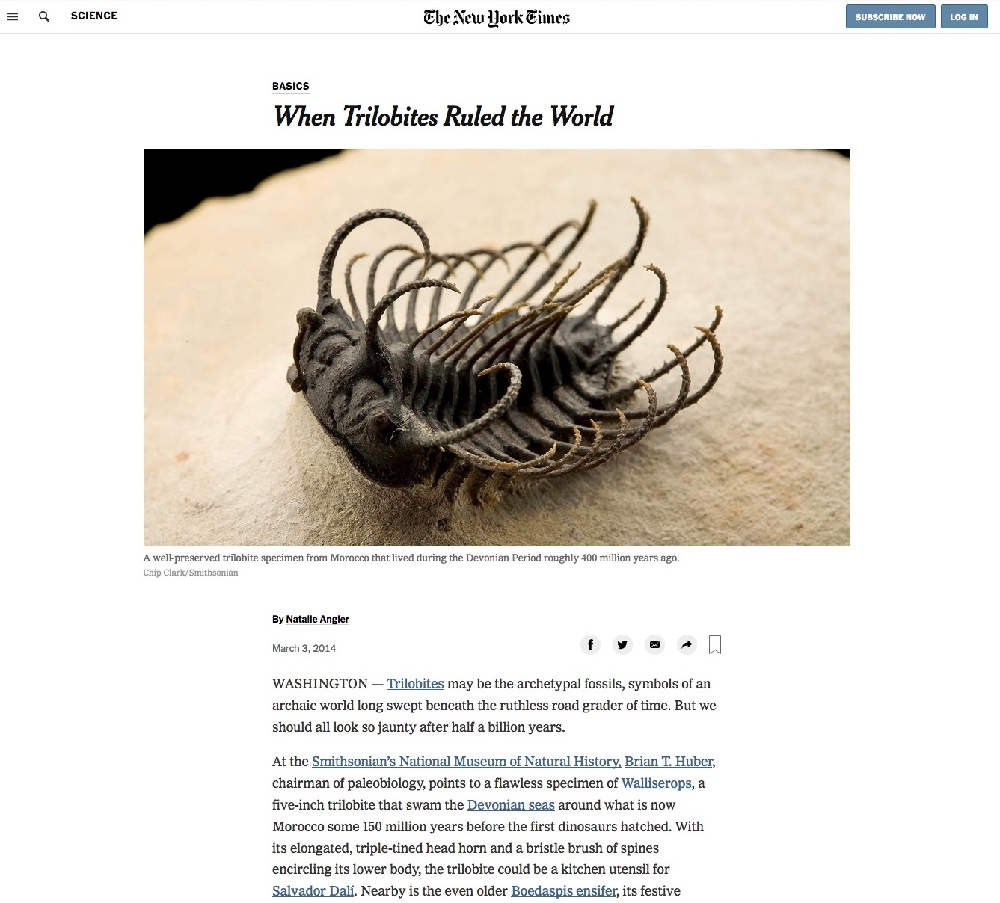 SCIENCE
The New York Times
SUBSCRIBE NOW
LOG IN
BASICS
When Trilobites Ruled the World
A well-preserved trilobite specimen from Morocco that lived during the Devonian Period roughly 400 million years ago.
Chip Clark/Smithsonian
By Natalie Angier
March 3, 2014
WASHINGTON — Trilobites may be the archetypal fossils, symbols of an
archaic world long swept beneath the ruthless road grader of time. But we
should all look so jaunty after half a billion years.
At the Smithsonian’s National Museum of Natural History, Brian T. Huber,
chairman of paleobiology, points to a flawless specimen of Walliserops, a
five-inch trilobite that swam the Devonian seas around what is now
Morocco some 150 million years before the first dinosaurs hatched. With
its elongated, triple-tined head horn and a bristle brush of spines
encircling its lower body, the trilobite could be a kitchen utensil for
Salvador Dalí. Nearby is the even older Boedaspis ensifer, its festive